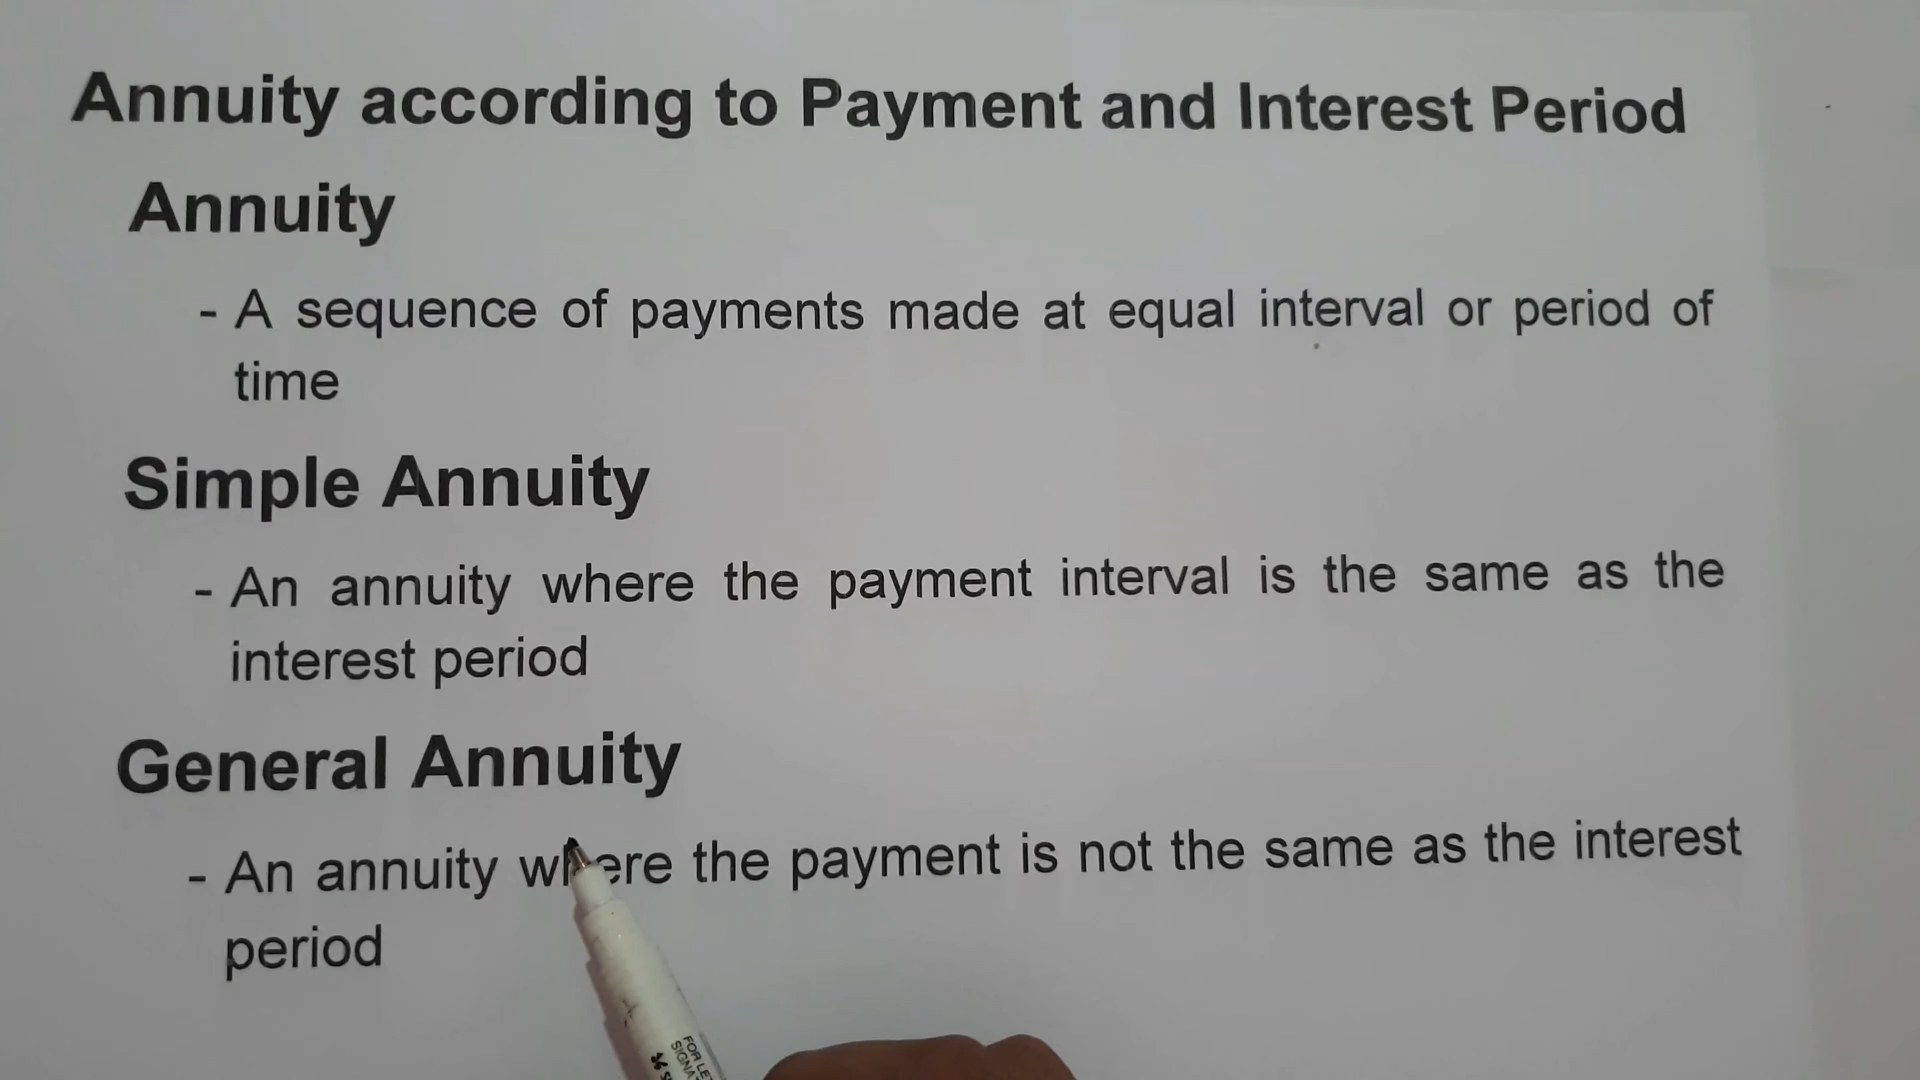 Annuity according to Payment and Interest Period
Annuity
- A sequence of payments made at equal interval or period of
time
Simple Annuity
- An annuity where the payment interval is the same as the
interest period
General Annuity
- An annuity where the payment is not the same as the interest
period